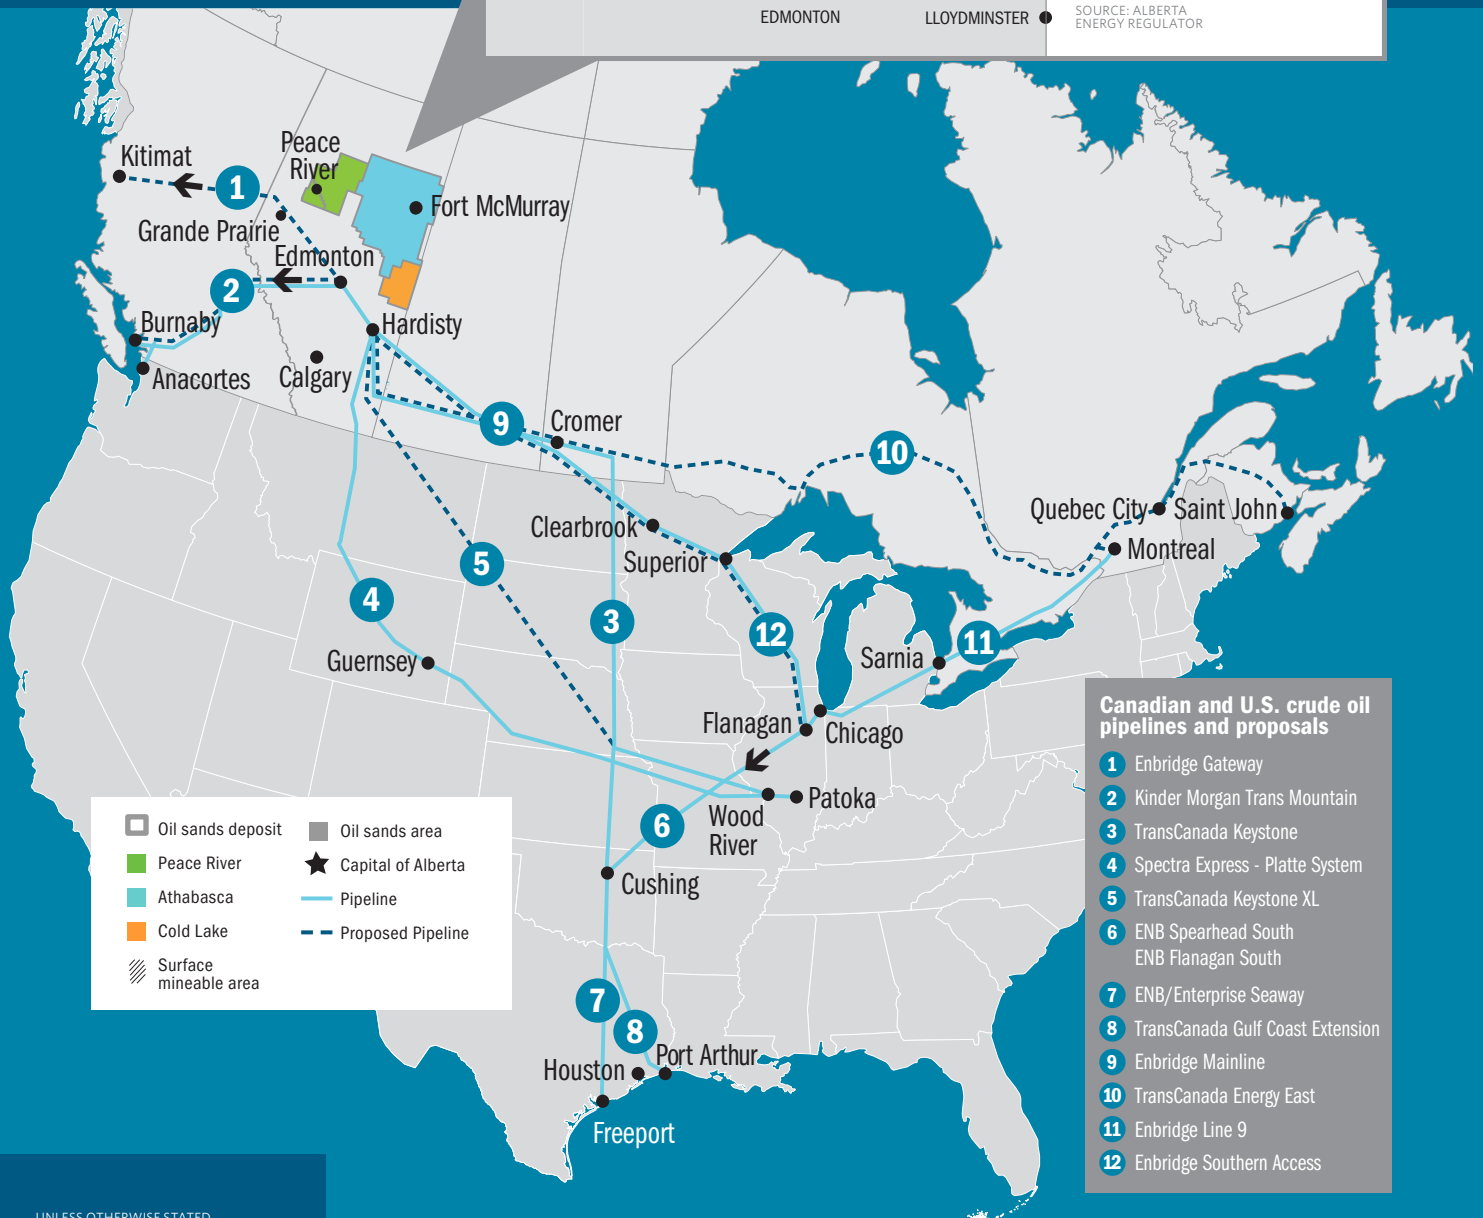 EDMONTON
LLOYDMINSTER
SOURCE: ALBERTA
ENERGY REGULATOR
Kitimat
Peace
River
1
Fort McMurray
Grande Prairie
Edmonton
2
Burnaby
Hardisty
Anacortes
Calgary
9
Cromer
10
Quebec City
Saint John
Clearbrook
Montreal
Superior
5
4
3
12
11
Guernsey
Sarnia
Flanagan
Chicago
Patoka
Wood
River
6
Cushing
7
8
Port Arthur
Houston
Freeport
Oil sands deposit
Peace River
Athabasca
Cold Lake
Surface
mineable area
Oil sands area
Capital of Alberta
Pipeline
Proposed Pipeline
Canadian and U.S. crude oil
pipelines and proposals
1 Enbridge Gateway
2 Kinder Morgan Trans Mountain
3 TransCanada Keystone
4 Spectra Express - Platte System
5 TransCanada Keystone XL
6 ENB Spearhead South
ENB Flanagan South
7 ENB/Enterprise Seaway
8 TransCanada Gulf Coast Extension
9 Enbridge Mainline
10 TransCanada Energy East
11 Enbridge Line 9
12 Enbridge Southern Access
UNLESS OTHERWISE STATED